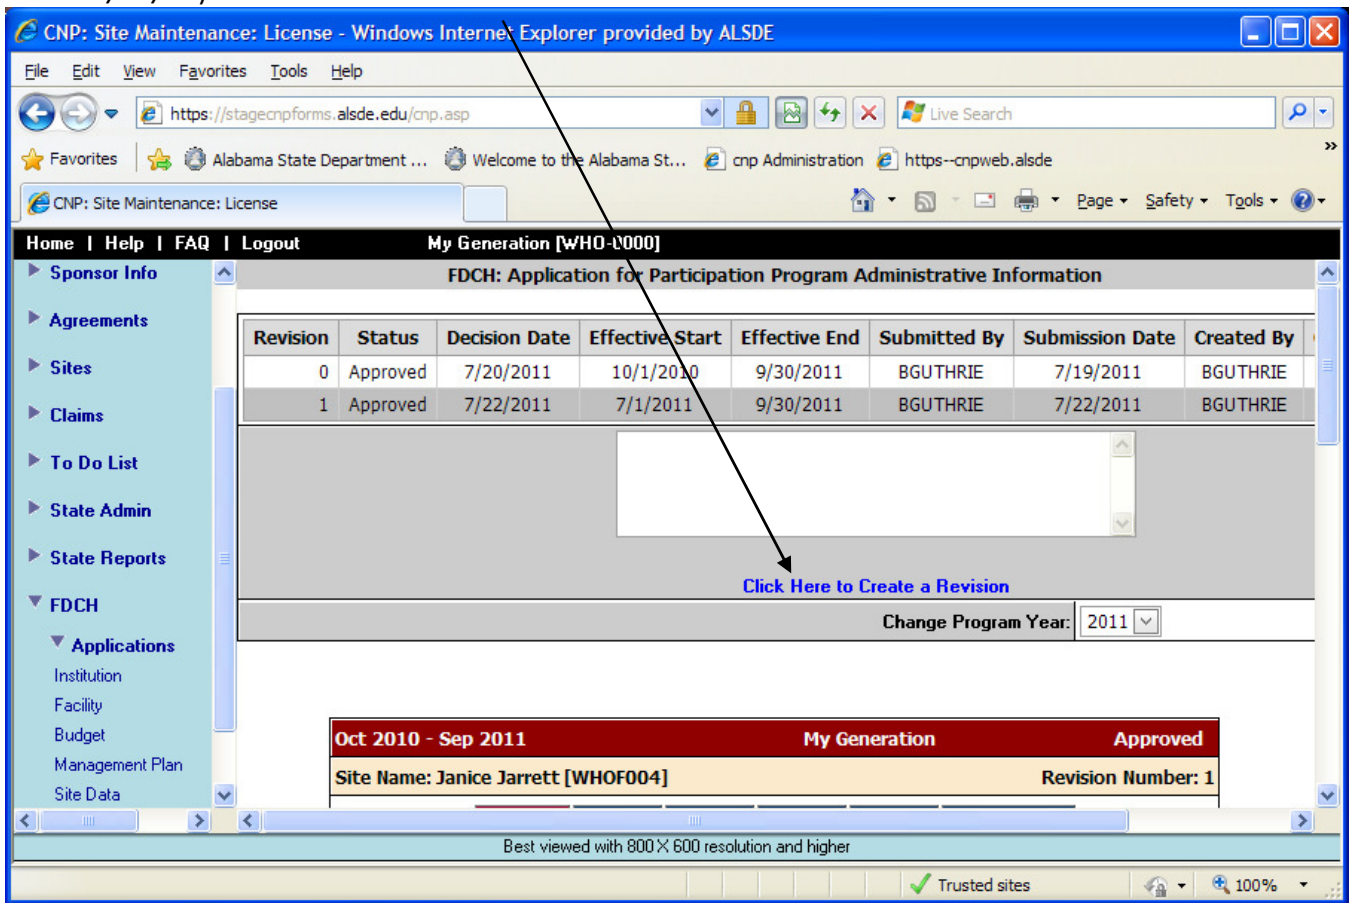 CNP: Site Maintenance: License - Windows Internet Explorer provided by ALSDE
File Edit View Favorites Tools Help
https://stagecnpforms.alsde.edu/cnp.asp Live Search
Favorites Alabama State Department ... Welcome to the Alabama St... cnp Administration https--cnpweb.alsde »
CNP: Site Maintenance: License Page Safety Tools
Home | Help | FAQ | Logout My Generation [WHO-0000]
Sponsor Info
Agreements
Sites
Claims
To Do List
State Admin
State Reports
FDCH
Applications
Institution
Facility
Budget
Management Plan
Site Data
FDCH: Application for Participation Program Administrative Information
Revision Status Decision Date Effective Start Effective End Submitted By Submission Date Created By
0 Approved 7/20/2011 10/1/2010 9/30/2011 BGUTHRIE 7/19/2011 BGUTHRIE
1 Approved 7/22/2011 7/1/2011 9/30/2011 BGUTHRIE 7/22/2011 BGUTHRIE
Click Here to Create a Revision
Change Program Year: 2011
Oct 2010 - Sep 2011 My Generation Approved
Site Name: Janice Jarrett [WHOF004] Revision Number: 1
Best viewed with 800 X 600 resolution and higher
Trusted sites 100%